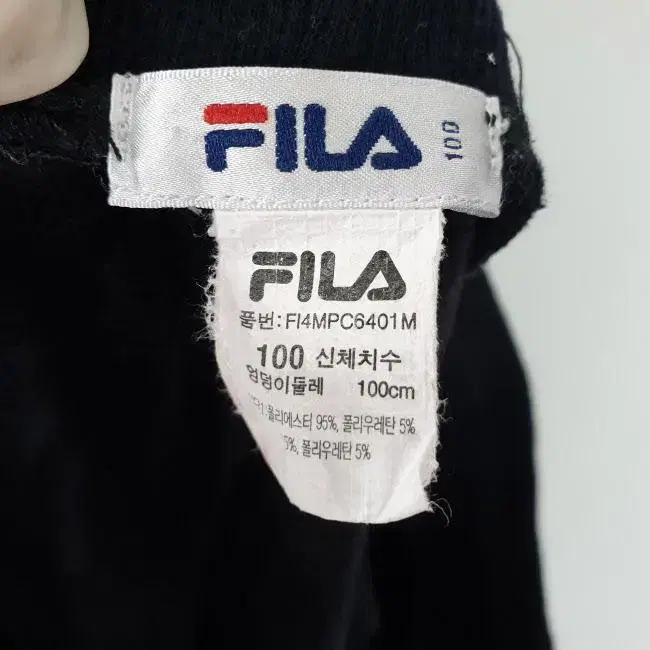 FILA 100
FILA
품번:FI4MPC6401M
100 신체치수
엉덩이둘레 100cm
폴리에스터 95%, 폴리우레탄 5%
5%, 폴리우레탄 5%